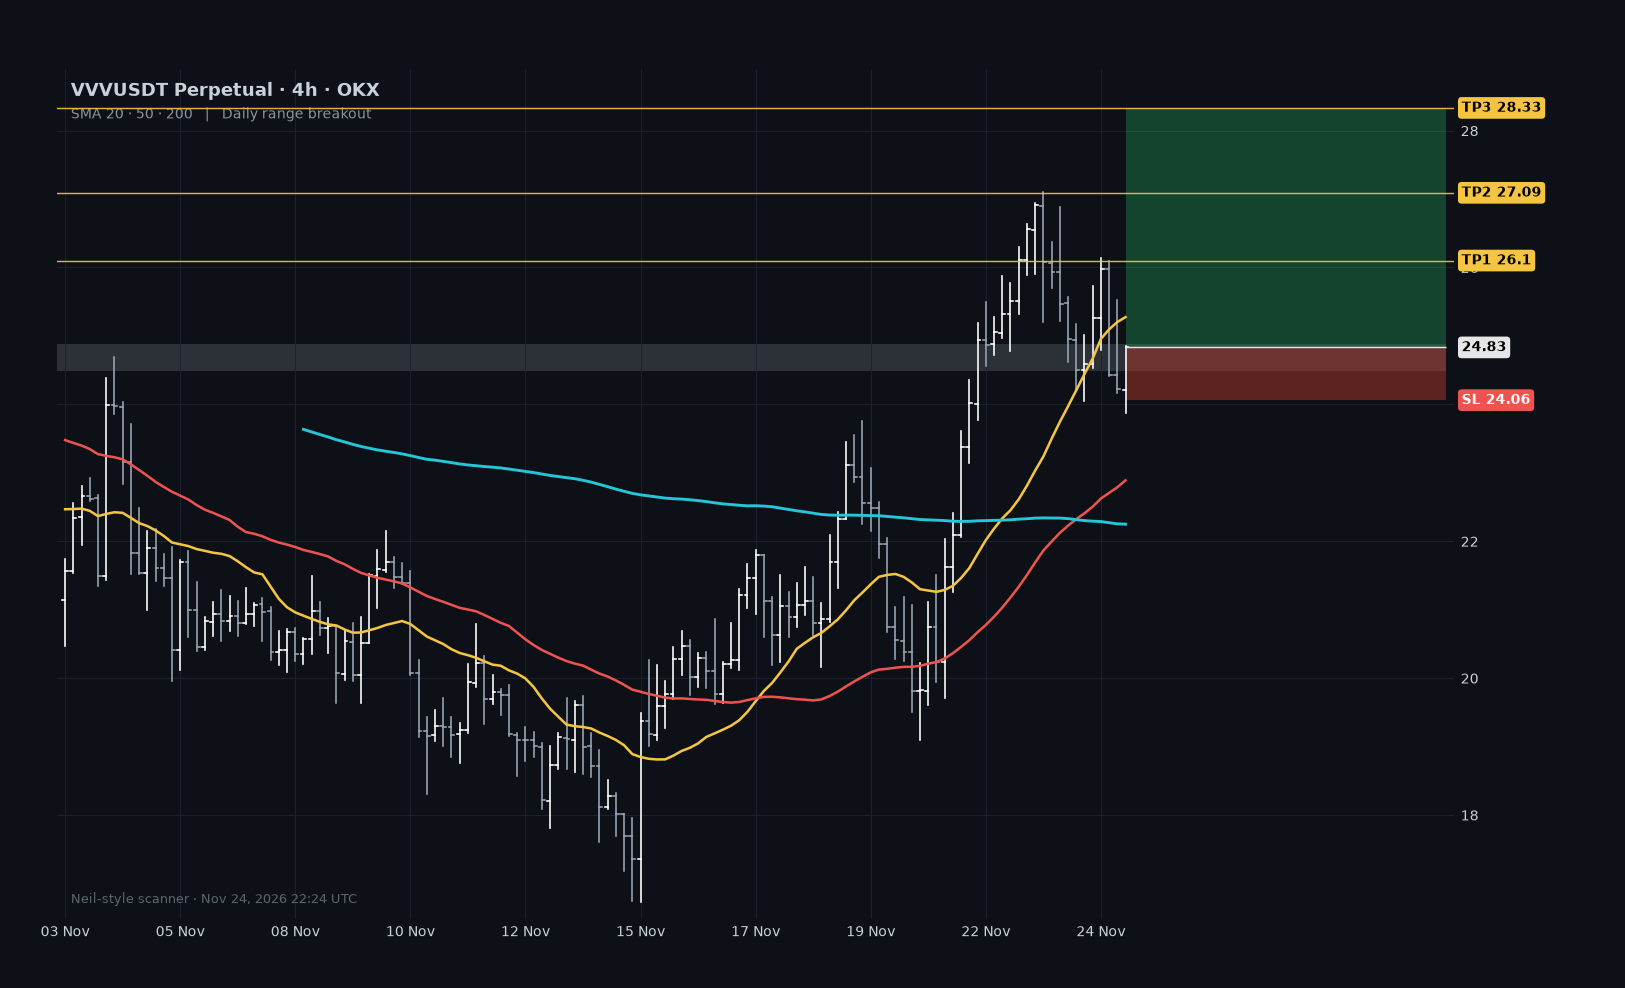 VVVUSDT Perpetual · 4h · OKX
SMA 20 · 50 · 200 | Daily range breakout
TP3 28.33
28
TP2 27.09
TP1 26.1
24.83
SL 24.06
22
20
18
Neil-style scanner · Nov 24, 2026 22:24 UTC
03 Nov 05 Nov 08 Nov 10 Nov 12 Nov 15 Nov 17 Nov 19 Nov 22 Nov 24 Nov